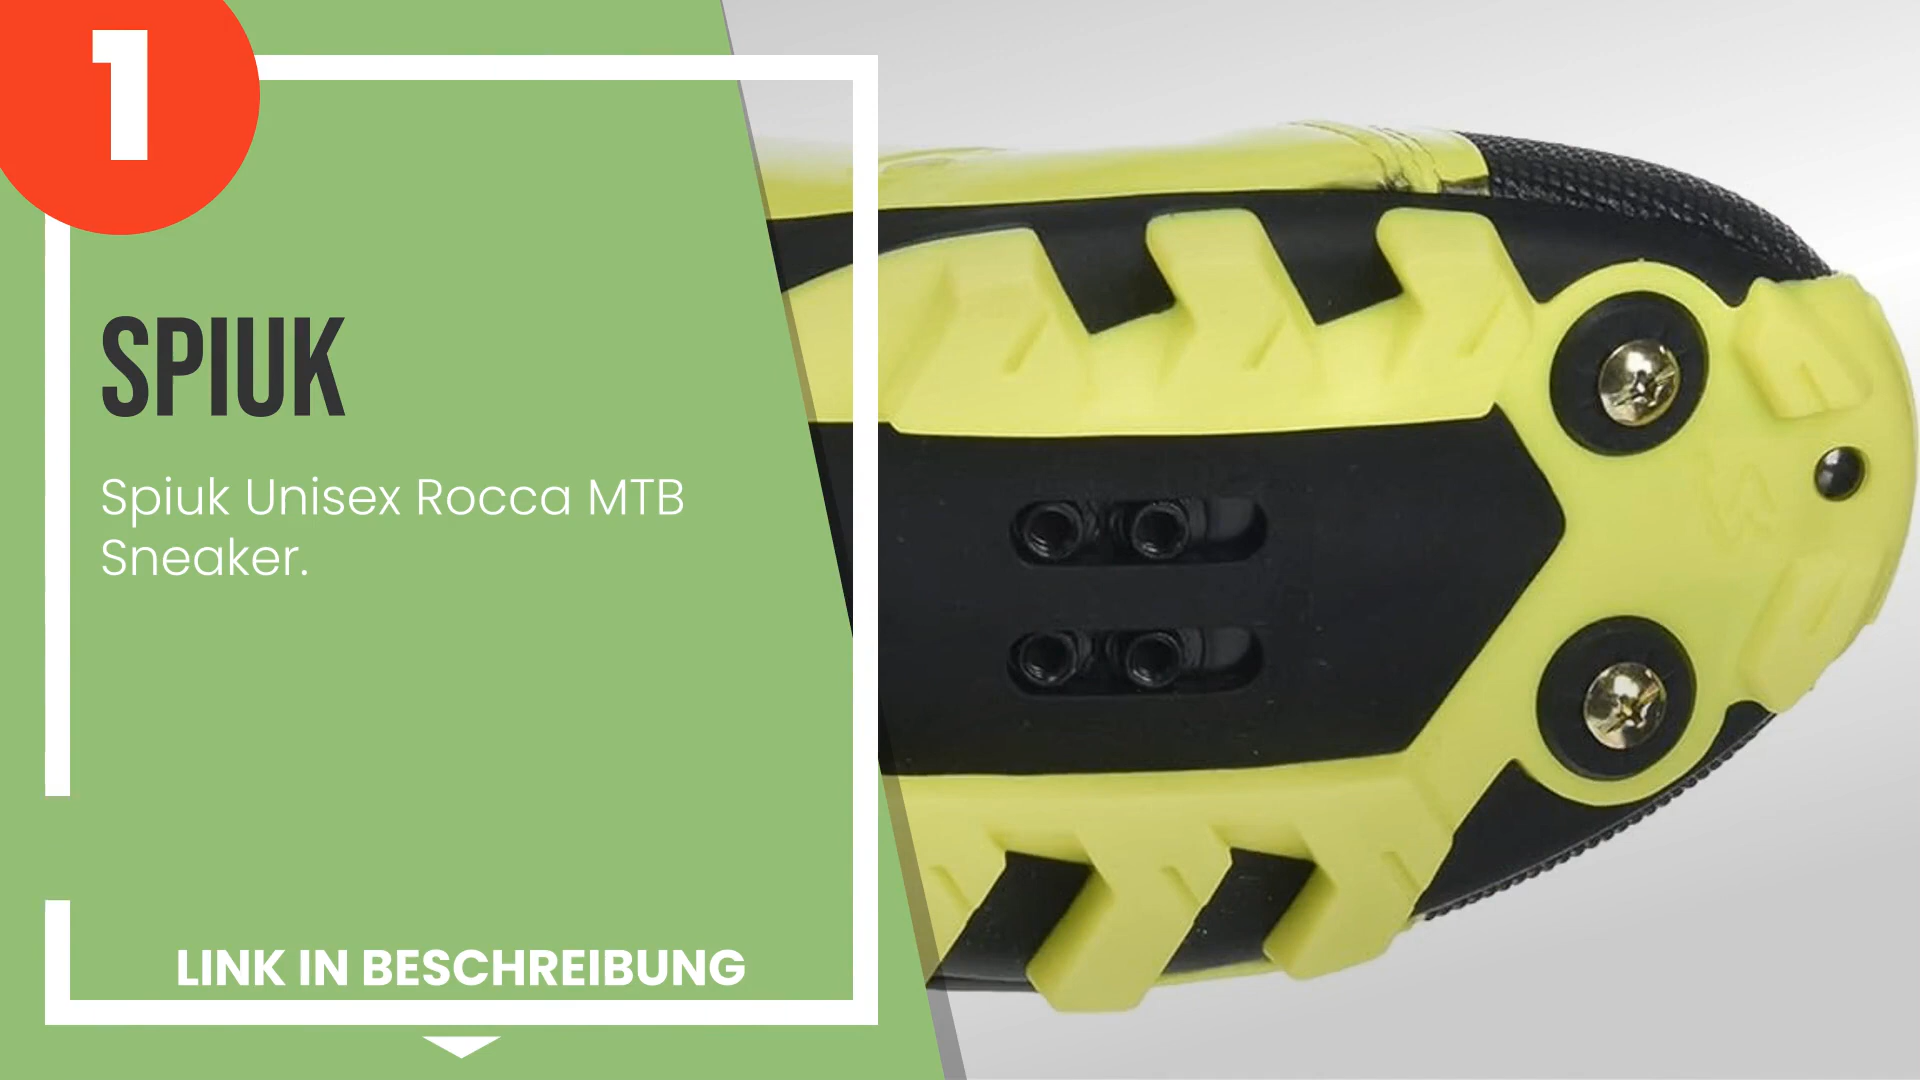 1
SPIUK
Spiuk Unisex Rocca MTB
Sneaker.
LINK IN BESCHREIBUNG